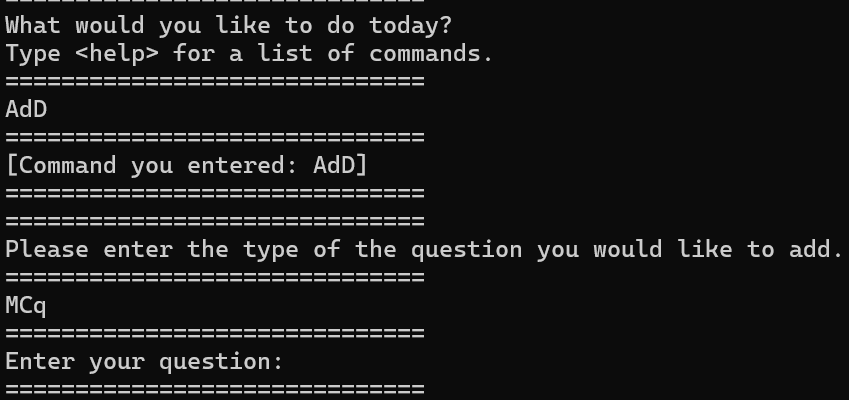 ==============================
What would you like to do today?
Type <help> for a list of commands.
==============================
AdD
==============================
[Command you entered: AdD]
==============================
==============================
Please enter the type of the question you would like to add.
==============================
MCq
==============================
Enter your question:
==============================